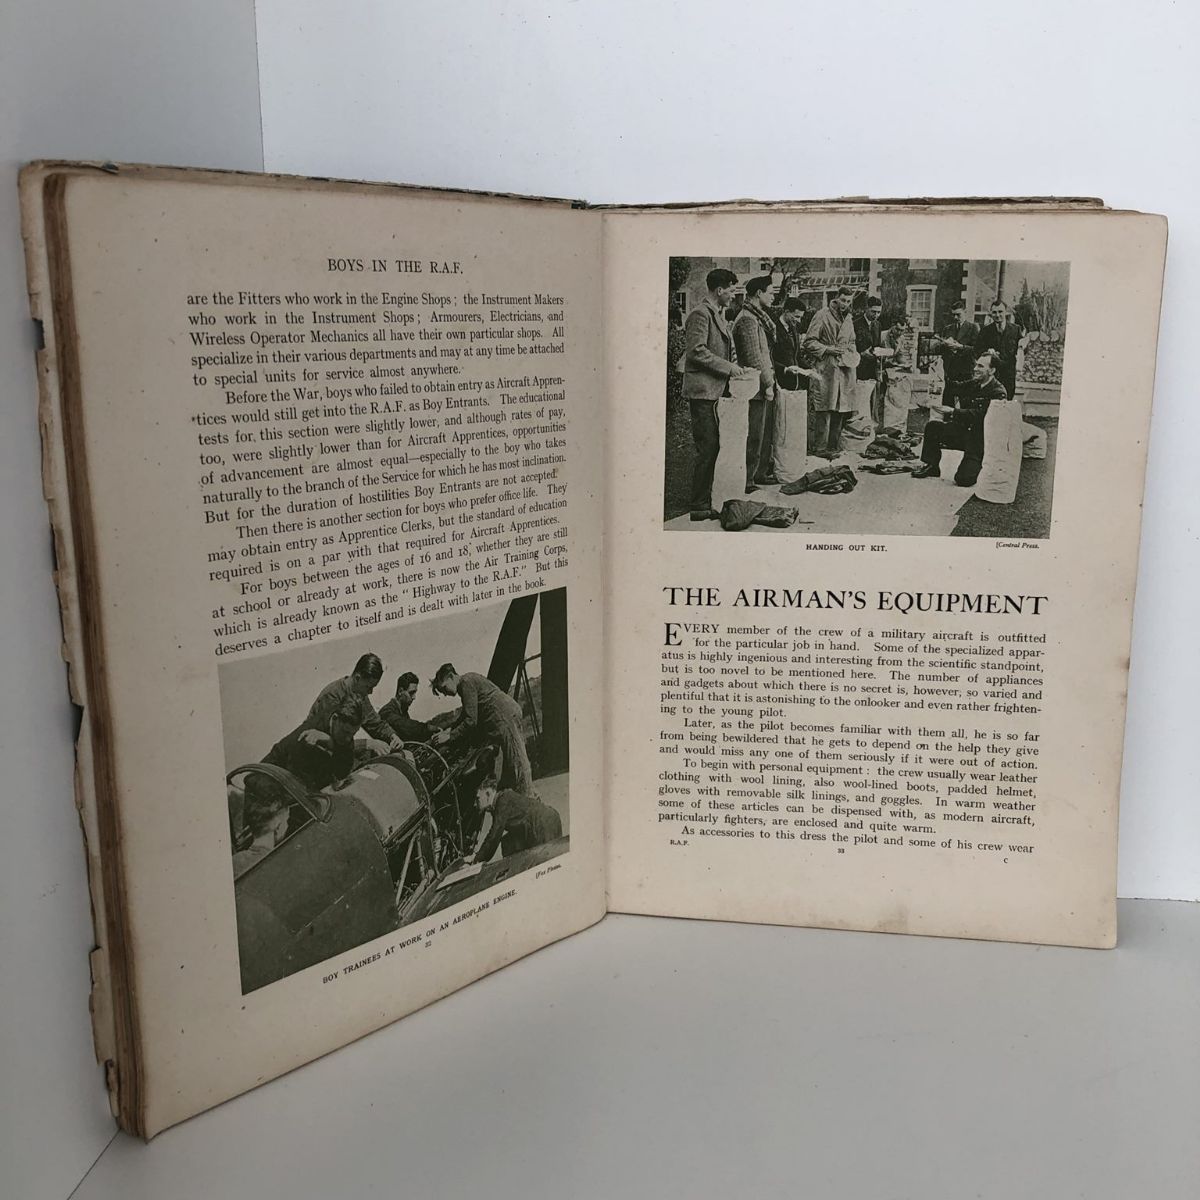 BOYS IN THE R.A.F.
are the Fitters who work in the Engine Shops ; the Instrument Makers
who work in the Instrument Shops ; Armourers, Electricians, and
Wireless Operator Mechanics all have their own particular shops. All
specialize in their various departments and may at any time be attached
to special units for service almost anywhere.
Before the War, boys who failed to obtain entry as Aircraft Appren-
tices would still get into the R.A.F. as Boy Entrants. The educational
tests for this section were slightly lower, and although rates of pay,
too, were slightly lower than for Aircraft Apprentices, opportunities
of advancement are almost equal—especially to the boy who takes
naturally to the branch of the Service for which he has most inclination.
But for the duration of hostilities Boy Entrants are not accepted.
Then there is another section for boys who prefer office life. They
may obtain entry as Apprentice Clerks, but the standard of education
required is on a par with that required for Aircraft Apprentices.
For boys between the ages of 16 and 18, whether they are still
at school or already at work, there is now the Air Training Corps,
which is already known as the " Highway to the R.A.F." But this
deserves a chapter to itself and is dealt with later in the book.
[Fox Photos.
BOY TRAINEES AT WORK ON AN AEROPLANE ENGINE.
32
HANDING OUT KIT.
[Central Press.
THE AIRMAN'S EQUIPMENT
EVERY member of the crew of a military aircraft is outfitted
for the particular job in hand. Some of the specialized appar-
atus is highly ingenious and interesting from the scientific standpoint,
but is too novel to be mentioned here. The number of appliances
and gadgets about which there is no secret is, however, so varied and
plentiful that it is astonishing to the onlooker and even rather frighten-
ing to the young pilot.
Later, as the pilot becomes familiar with them all, he is so far
from being bewildered that he gets to depend on the help they give
and would miss any one of them seriously if it were out of action.
To begin with personal equipment : the crew usually wear leather
clothing with wool lining, also wool-lined boots, padded helmet,
gloves with removable silk linings, and goggles. In warm weather
some of these articles can be dispensed with, as modern aircraft,
particularly fighters, are enclosed and quite warm.
As accessories to this dress the pilot and some of his crew wear
R.A.F.
33
C